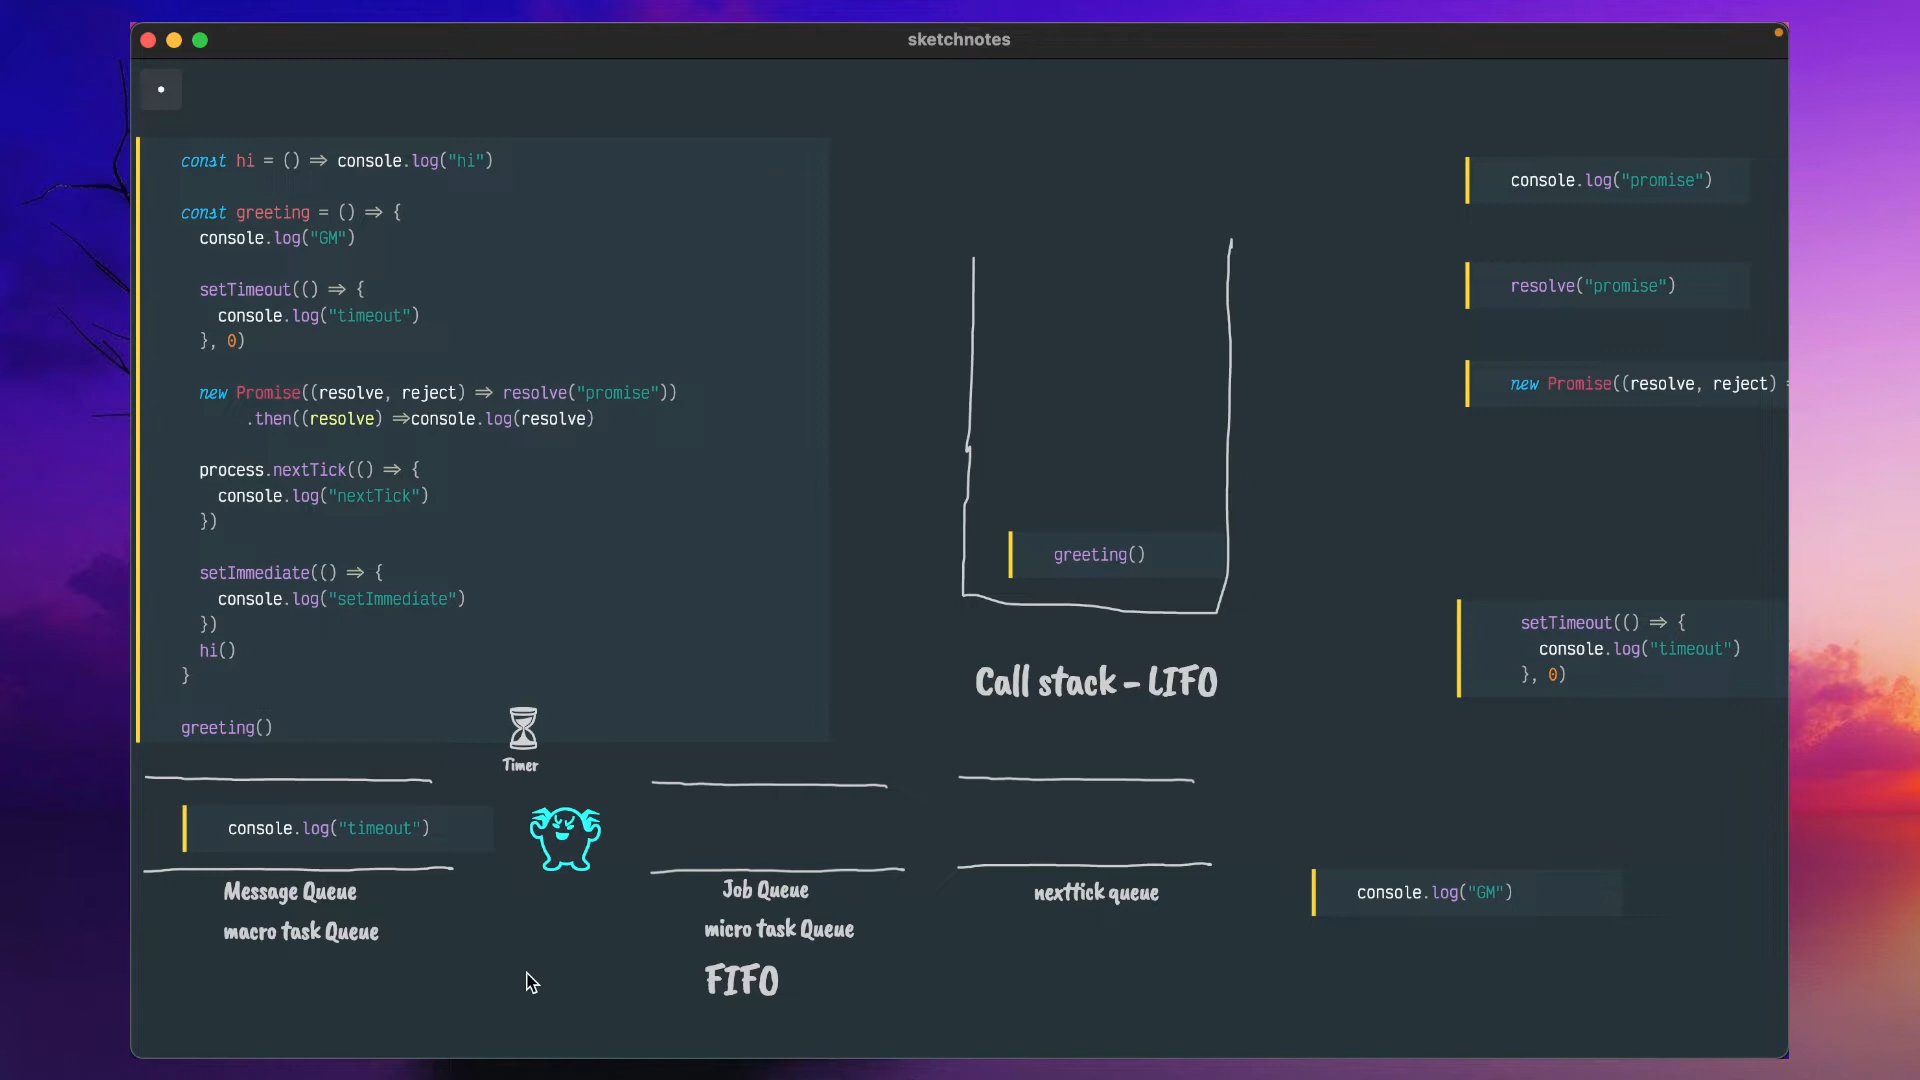 sketchnotes
const hi = () ⇒ console.log("hi")
const greeting = () ⇒ {
console.log("GM")
setTimeout(() ⇒ {
console.log("timeout")
}, 0)
new Promise((resolve, reject) ⇒ resolve("promise"))
.then((resolve) ⇒console.log(resolve)
process.nextTick(() ⇒ {
console.log("nextTick")
})
setImmediate(() ⇒ {
console.log("setImmediate")
})
hi()
}
greeting()
Timer
greeting()
Call stack - LIFO
console.log("promise")
resolve("promise")
new Promise((resolve, reject)
setTimeout(() ⇒ {
console.log("timeout")
}, 0)
console.log("timeout")
Message Queue
macro task Queue
Job Queue
micro task Queue
FIFO
nexttick queue
console.log("GM")